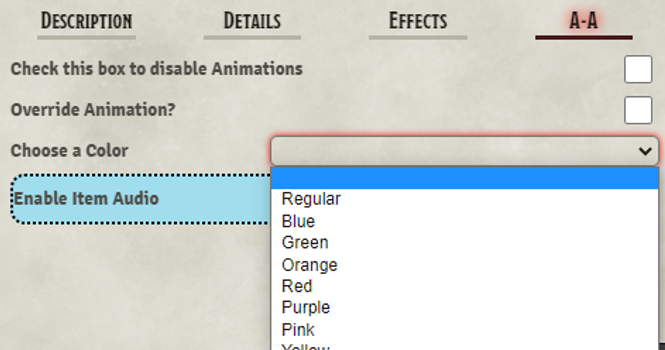 Description Details Effects A-A
Check this box to disable Animations
Override Animation?
Choose a Color
Enable Item Audio
Regular
Blue
Green
Orange
Red
Purple
Pink
Yellow